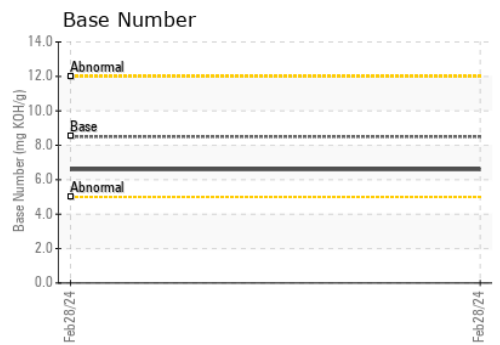 Base Number
Base Number (mg KOH/g)
14.0
12.0
10.0
8.0
6.0
4.0
2.0
0.0
Abnormal
Base
Abnormal
Feb28/24
Feb28/24